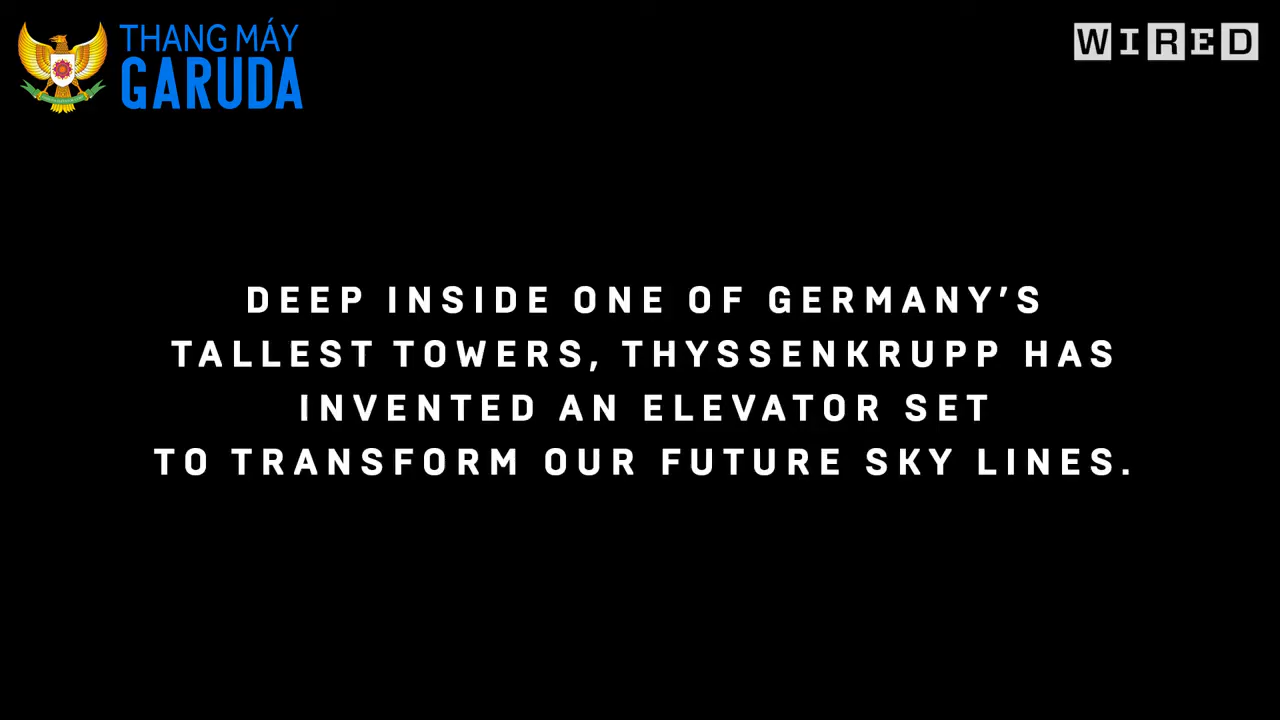 THANG MÁY
GARUDA
WIRED
DEEP INSIDE ONE OF GERMANY’S
TALLEST TOWERS, THYSSENKRUPP HAS
INVENTED AN ELEVATOR SET
TO TRANSFORM OUR FUTURE SKY LINES.